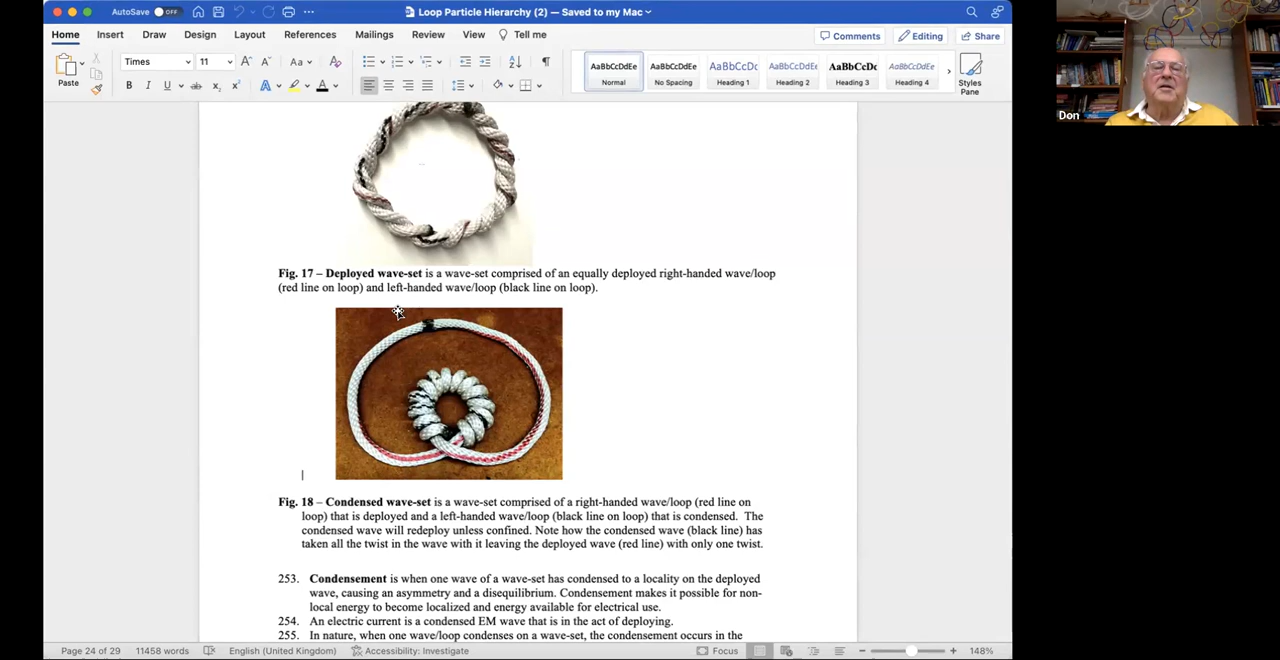 AutoSave OFF
Loop Particle Hierarchy (2) — Saved to my Mac
Home Insert Draw Design Layout References Mailings Review View Tell me
Comments Editing Share
Paste
Times 11
Aa
B I U ab x₂ x²
A A
AaBbCcDdEe AaBbCcDdEe AaBbCcDc AaBbCcDdEe AaBbCcDc AaBbCcDdEe
Normal No Spacing Heading 1 Heading 2 Heading 3 Heading 4
Styles
Pane
Don
Fig. 17 – Deployed wave-set is a wave-set comprised of an equally deployed right-handed wave/loop
(red line on loop) and left-handed wave/loop (black line on loop).
Fig. 18 – Condensed wave-set is a wave-set comprised of a right-handed wave/loop (red line on
loop) that is deployed and a left-handed wave/loop (black line on loop) that is condensed. The
condensed wave will redeploy unless confined. Note how the condensed wave (black line) has
taken all the twist in the wave with it leaving the deployed wave (red line) with only one twist.
253. Condensement is when one wave of a wave-set has condensed to a locality on the deployed
wave, causing an asymmetry and a disequilibrium. Condensement makes it possible for non-
local energy to become localized and energy available for electrical use.
254. An electric current is a condensed EM wave that is in the act of deploying.
255. In nature, when one wave/loop condenses on a wave-set, the condensement occurs in the
Page 24 of 29 11458 words English (United Kingdom) Accessibility: Investigate Focus 148%